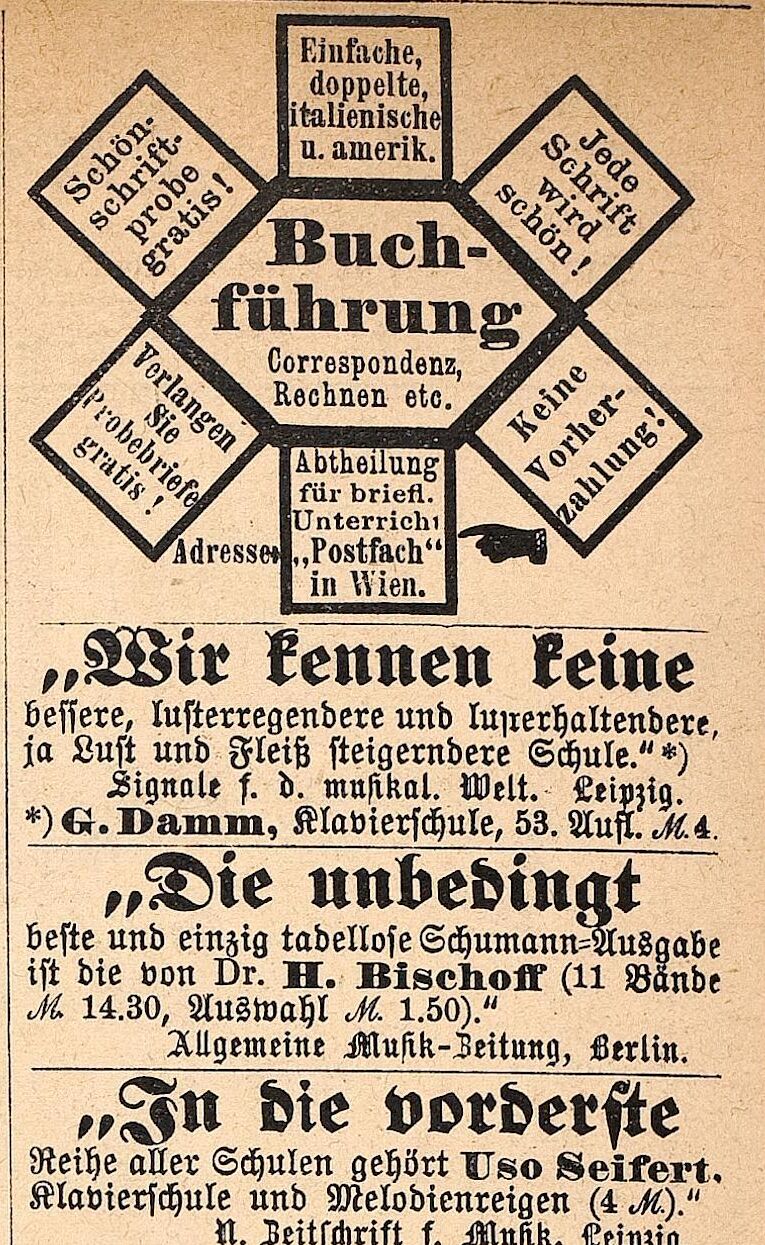 Einfache,
doppelte,
italienische
u. amerik.
Schön-
schrift-
probe
gratis!
Jede
Schrift
wird
schön!
Buch-
führung
Correspondenz,
Rechnen etc.
Verlangen
Sie
Probebriefe
gratis!
Keine
Vorher-
zahlung!
Abtheilung
für briefl.
Unterricht
Adressen „Postfach“
in Wien.
„Wir kennen keine
bessere, lusterregendere und lusterhaltendere,
ja Lust und Fleiß steigerndere Schule.“*)
Signale f. d. musikal. Welt. Leipzig.
*) G. Damm, Klavierschule, 53. Aufl. M. 4.
„Die unbedingt
beste und einzig tadellose Schumann=Ausgabe
ist die von Dr. H. Bischoff (11 Bände
M. 14.30, Auswahl M. 1.50).“
Allgemeine Musik-Zeitung, Berlin.
„In die vorderste
Reihe aller Schulen gehört Uso Seifert,
Klavierschule und Melodienreigen (4 M.).“
N. Zeitschrift f. Musik, Leipzig